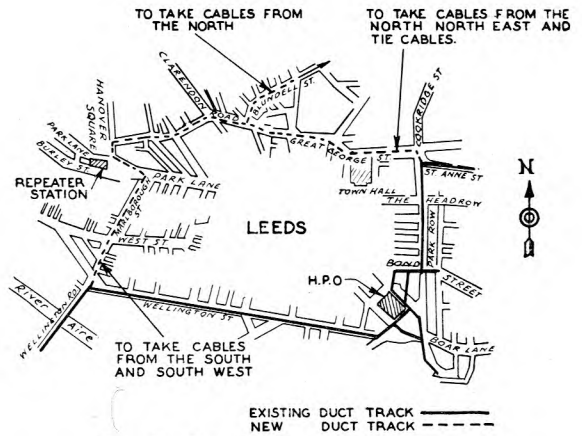 TO TAKE CABLES FROM
THE NORTH
TO TAKE CABLES FROM THE
NORTH NORTH EAST AND
TIE CABLES.
CLARENDON
ROAD
BLUNDELL ST.
COOKRIDGE ST
HANOVER
SQUARE
PARK LANE
BURLEY ST.
GREAT GEORGE ST.
ST. ANNE ST
N
REPEATER
STATION
PARK LANE
MARLBOROUGH
ST
TOWN HALL
THE HEADROW
LEEDS
PARK ROW
WEST ST.
BOND
STREET
H.P.O
River
Aire
WELLINGTON RD
WELLINGTON ST.
BOAR LANE
TO TAKE CABLES
FROM THE SOUTH
AND SOUTH WEST
EXISTING DUCT TRACK
NEW DUCT TRACK